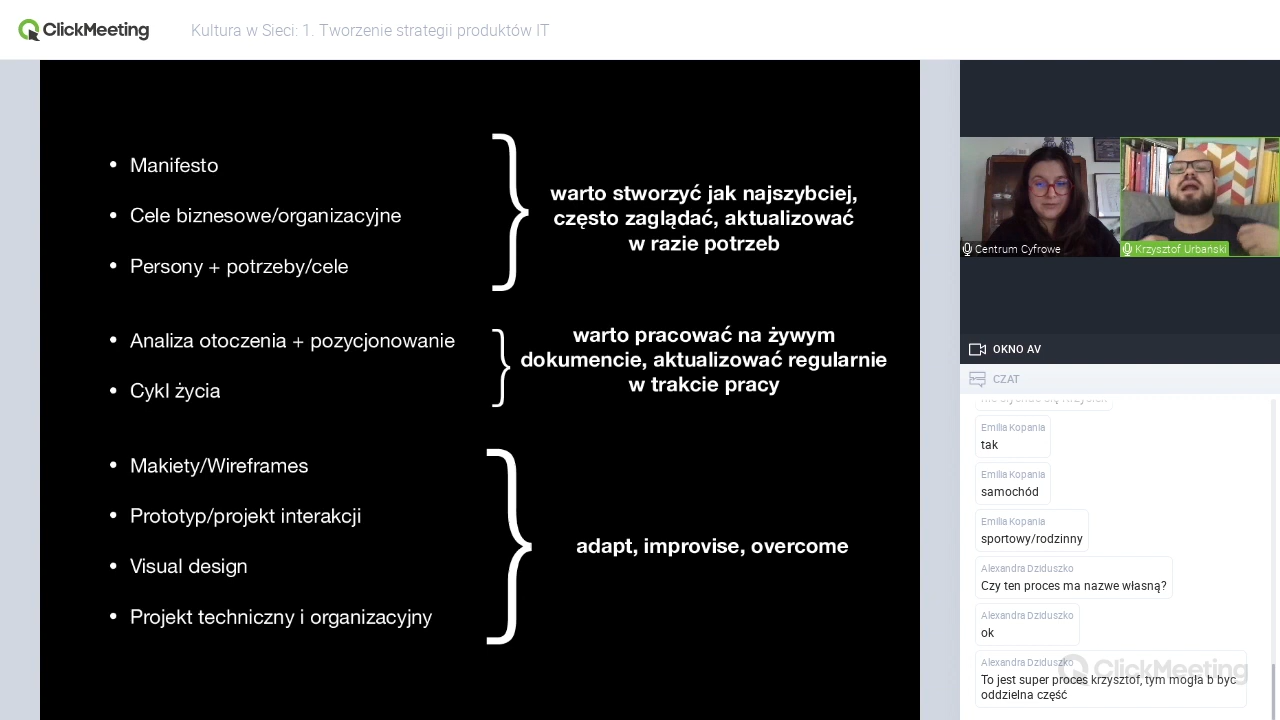 ClickMeeting
Kultura w Sieci: 1. Tworzenie strategii produktów IT
• Manifesto
• Cele biznesowe/organizacyjne
• Persony + potrzeby/cele
warto stworzyć jak najszybciej,
często zaglądać, aktualizować
w razie potrzeb
• Analiza otoczenia + pozycjonowanie
• Cykl życia
warto pracować na żywym
dokumencie, aktualizować regularnie
w trakcie pracy
• Makiety/Wireframes
• Prototyp/projekt interakcji
• Visual design
• Projekt techniczny i organizacyjny
adapt, improvise, overcome
Centrum Cyfrowe
Krzysztof Urbański
OKNO AV
CZAT
Emilia Kopania
tak
Emilia Kopania
samochód
Emilia Kopania
sportowy/rodzinny
Alexandra Dziduszko
Czy ten proces ma nazwe własną?
Alexandra Dziduszko
ok
Alexandra Dziduszko
To jest super proces krzysztof, tym mogla b byc
oddzielna część
ClickMeeting